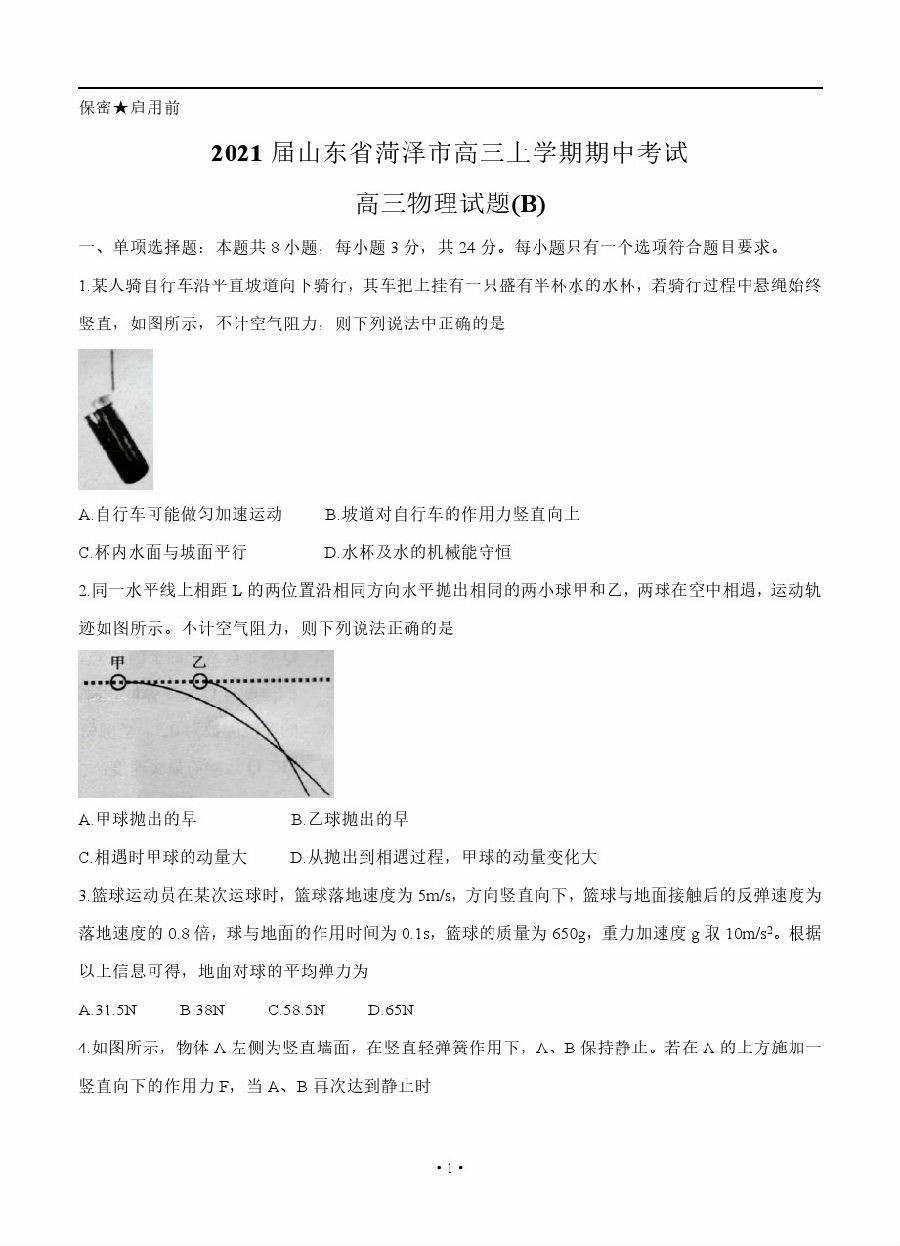 保密★启用前
2021 届山东省菏泽市高三上学期期中考试
高三物理试题(B)
一、单项选择题：本题共 8 小题，每小题 3 分，共 24 分。每小题只有一个选项符合题目要求。
1.某人骑自行车沿平直坡道向下骑行，其车把上挂有一只盛有半杯水的水杯，若骑行过程中悬绳始终
竖直，如图所示，不计空气阻力，则下列说法中正确的是
A.自行车可能做匀加速运动 B.坡道对自行车的作用力竖直向上
C.杯内水面与坡面平行 D.水杯及水的机械能守恒
2.同一水平线上相距 L 的两位置沿相同方向水平抛出相同的两小球甲和乙，两球在空中相遇，运动轨
迹如图所示。不计空气阻力，则下列说法正确的是
甲 乙
A.甲球抛出的早 B.乙球抛出的早
C.相遇时甲球的动量大 D.从抛出到相遇过程，甲球的动量变化大
3.篮球运动员在某次运球时，篮球落地速度为 5m/s，方向竖直向下，篮球与地面接触后的反弹速度为
落地速度的 0.8 倍，球与地面的作用时间为 0.1s，篮球的质量为 650g，重力加速度 g 取 10m/s²。根据
以上信息可得，地面对球的平均弹力为
A.31.5N B 38N C.58.5N D.65N
4.如图所示，物体 A 左侧为竖直墙面，在竖直轻弹簧作用下，A、B 保持静止。若在 A 的上方施加一
竖直向下的作用力 F，当 A、B 再次达到静止时
·1·